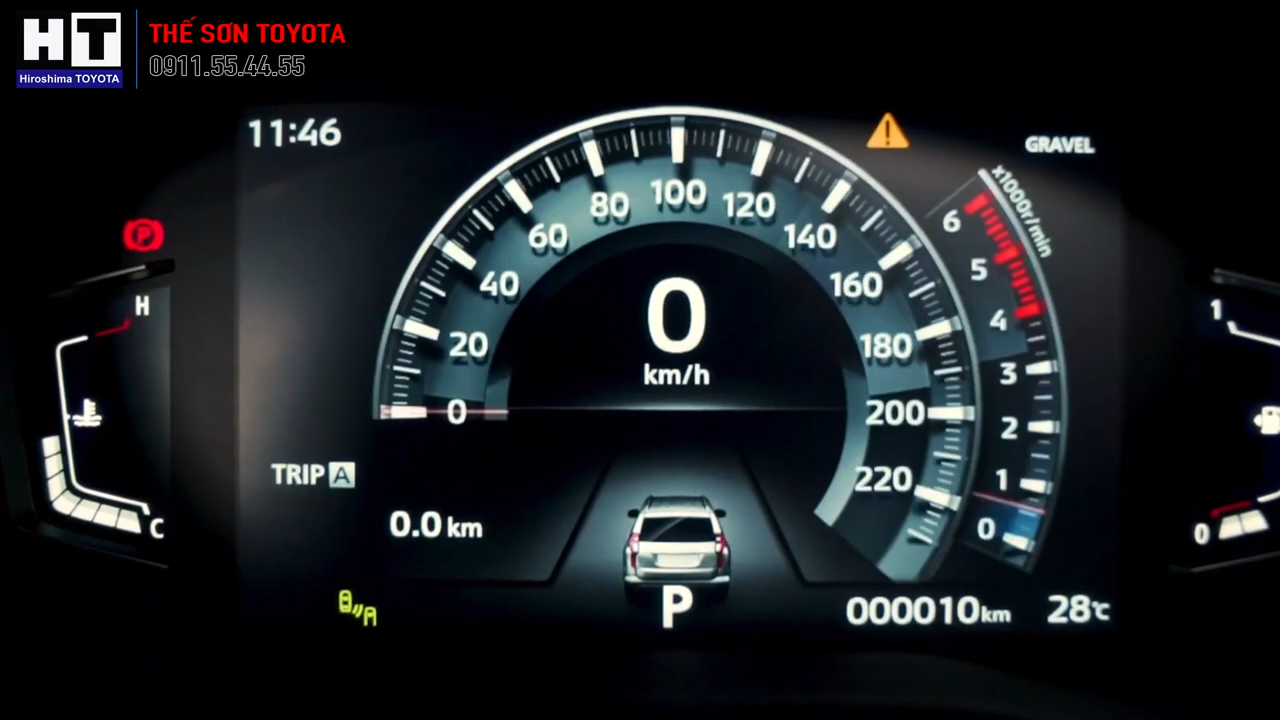 HT
Hiroshima TOYOTA
THẾ SƠN TOYOTA
0911.55.44.55
11:46
GRAVEL
x1000r/min
6
5
4
3
2
1
0
0
20
40
60
80
100
120
140
160
180
200
220
0
km/h
P
H
C
1
0
TRIP A
0.0 km
P
000010 km
28°C